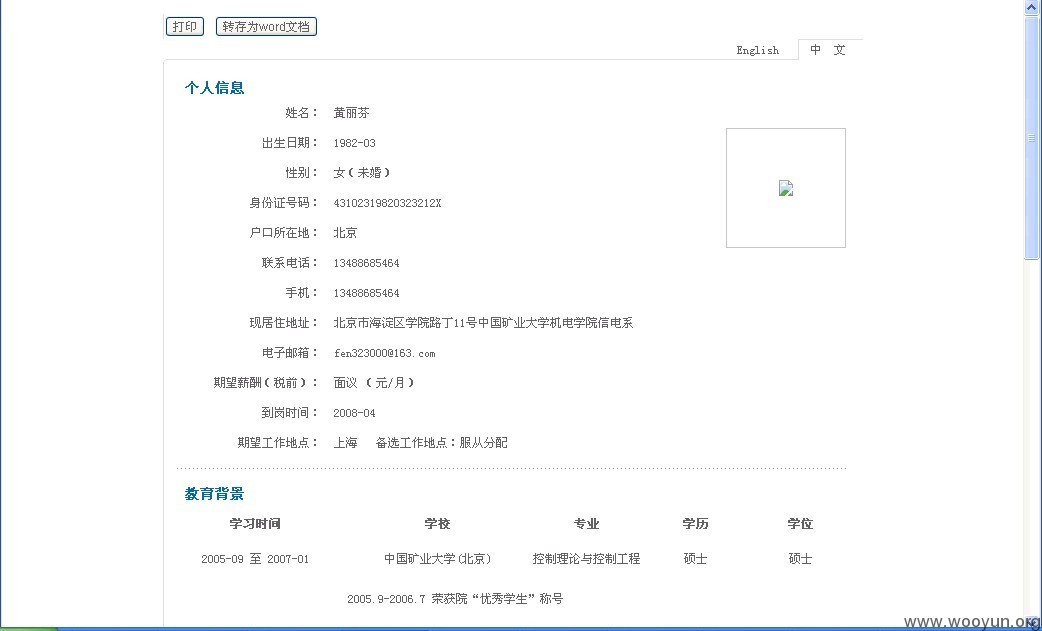 打印 转存为word文档
English 中 文
个人信息
姓名： 黄丽芬
出生日期： 1982-03
性别： 女（未婚）
身份证号码： 43102319820323212X
户口所在地： 北京
联系电话： 13488685464
手机： 13488685464
现居住地址： 北京市海淀区学院路丁11号中国矿业大学机电学院信电系
电子邮箱： fen323000@163.com
期望薪酬（税前）： 面议 （元/月）
到岗时间： 2008-04
期望工作地点： 上海 备选工作地点：服从分配
教育背景
学习时间 学校 专业 学历 学位
2005-09 至 2007-01 中国矿业大学(北京) 控制理论与控制工程 硕士 硕士
2005.9-2006.7 荣获院“优秀学生”称号
www.wooyun.org